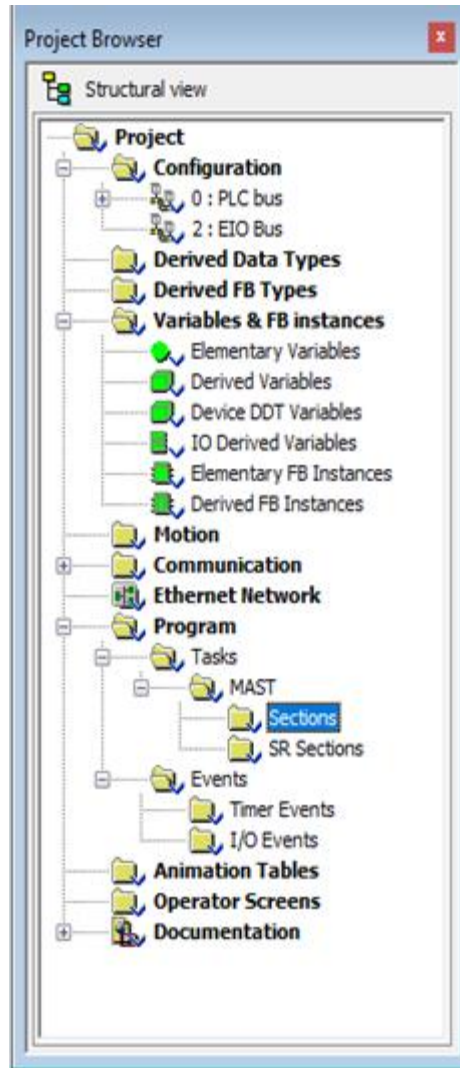 Project Browser
x
Structural view
Project
Configuration
0 : PLC bus
2 : EIO Bus
Derived Data Types
Derived FB Types
Variables & FB instances
Elementary Variables
Derived Variables
Device DDT Variables
IO Derived Variables
Elementary FB Instances
Derived FB Instances
Motion
Communication
Ethernet Network
Program
Tasks
MAST
Sections
SR Sections
Events
Timer Events
I/O Events
Animation Tables
Operator Screens
Documentation